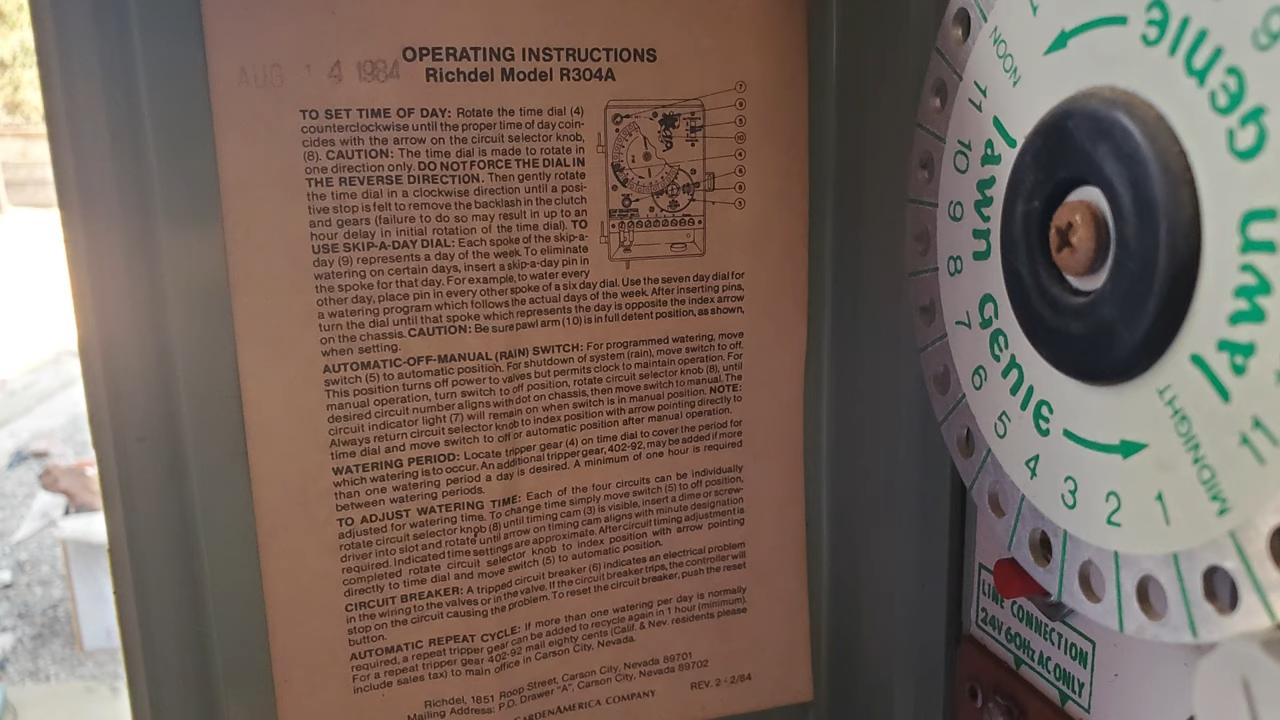 OPERATING INSTRUCTIONS
AUG 14 1984
Richdel Model R304A
TO SET TIME OF DAY: Rotate the time dial (4)
counterclockwise until the proper time of day coin-
cides with the arrow on the circuit selector knob,
(8). CAUTION: The time dial is made to rotate in
one direction only. DO NOT FORCE THE DIAL IN
THE REVERSE DIRECTION. Then gently rotate
the time dial in a clockwise direction until a posi-
tive stop is felt to remove the backlash in the clutch
and gears (failure to do so may result in up to an
hour delay in initial rotation of the time dial). TO
USE SKIP-A-DAY DIAL: Each spoke of the skip-a-
day (9) represents a day of the week. To eliminate
watering on certain days, insert a skip-a-day pin in
the spoke for that day. For example, to water every
other day, place pin in every other spoke of a six day dial. Use the seven day dial for
a watering program which follows the actual days of the week. After inserting pins,
turn the dial until that spoke which represents the day is opposite the index arrow
on the chassis. CAUTION: Be sure pawl arm (10) is in full detent position, as shown,
when setting.
AUTOMATIC-OFF-MANUAL (RAIN) SWITCH: For programmed watering, move
switch (5) to automatic position. For shutdown of system (rain), move switch to off.
This position turns off power to valves but permits clock to maintain operation. For
manual operation, turn switch to off position, rotate circuit selector knob (8), until
desired circuit number aligns with dot on chassis, then move switch to manual. The
circuit indicator light (7) will remain on when switch is in manual position. NOTE:
Always return circuit selector knob to index position with arrow pointing directly to
time dial and move switch to off or automatic position after manual operation.
WATERING PERIOD: Locate tripper gear (4) on time dial to cover the period for
which watering is to occur. An additional tripper gear, 402-92, may be added if more
than one watering period a day is desired. A minimum of one hour is required
between watering periods.
TO ADJUST WATERING TIME: Each of the four circuits can be individually
adjusted for watering time. To change time simply move switch (5) to off position,
rotate circuit selector knob (8) until timing cam (3) is visible, insert a dime or screw-
driver into slot and rotate until arrow on timing cam aligns with minute designation
required. Indicated time settings are approximate. After circuit timing adjustment is
completed rotate circuit selector knob to index position with arrow pointing
directly to time dial and move switch (5) to automatic position.
CIRCUIT BREAKER: A tripped circuit breaker (6) indicates an electrical problem
in the wiring to the valves or in the valve. If the circuit breaker trips, the controller will
stop on the circuit causing the problem. To reset the circuit breaker, push the reset
button.
AUTOMATIC REPEAT CYCLE: If more than one watering per day is normally
required, a repeat tripper gear can be added to recycle again in 1 hour (minimum).
For a repeat tripper gear 402-92 mail eighty cents (Calif. & Nev. residents please
include sales tax) to main office in Carson City, Nevada.
Richdel, 1851 Roop Street, Carson City, Nevada 89701
Mailing Address: P.O. Drawer "A", Carson City, Nevada 89702
GARDENAMERICA COMPANY
REV. 2 - 2/84
NOON
11
10
9
8
7
6
5
4
3
2
1
MIDNIGHT
11
lawn Genie
lawn Genie
LINE CONNECTION
24V 60Hz AC ONLY